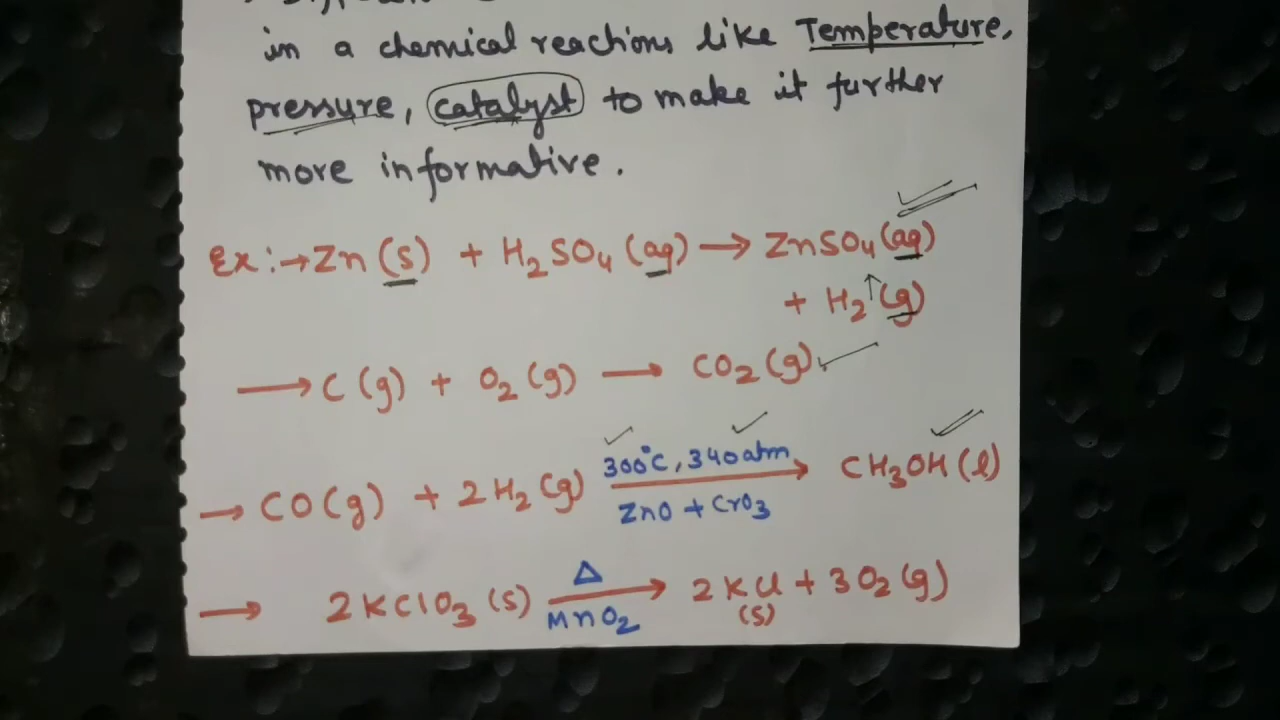 in a chemical reactions like Temperature,
pressure, catalyst to make it further
more informative.
Ex:→ Zn (s) + H₂SO₄ (aq) → ZnSO₄ (aq)
+ H₂↑ (g)
→ C (g) + O₂ (g) → CO₂ (g)
300°C, 340 atm
→ CO (g) + 2H₂ (g) → CH₃OH (l)
ZnO + CrO₃
Δ
→ 2KClO₃ (s) → 2KCl + 3O₂ (g)
MnO₂ (s)